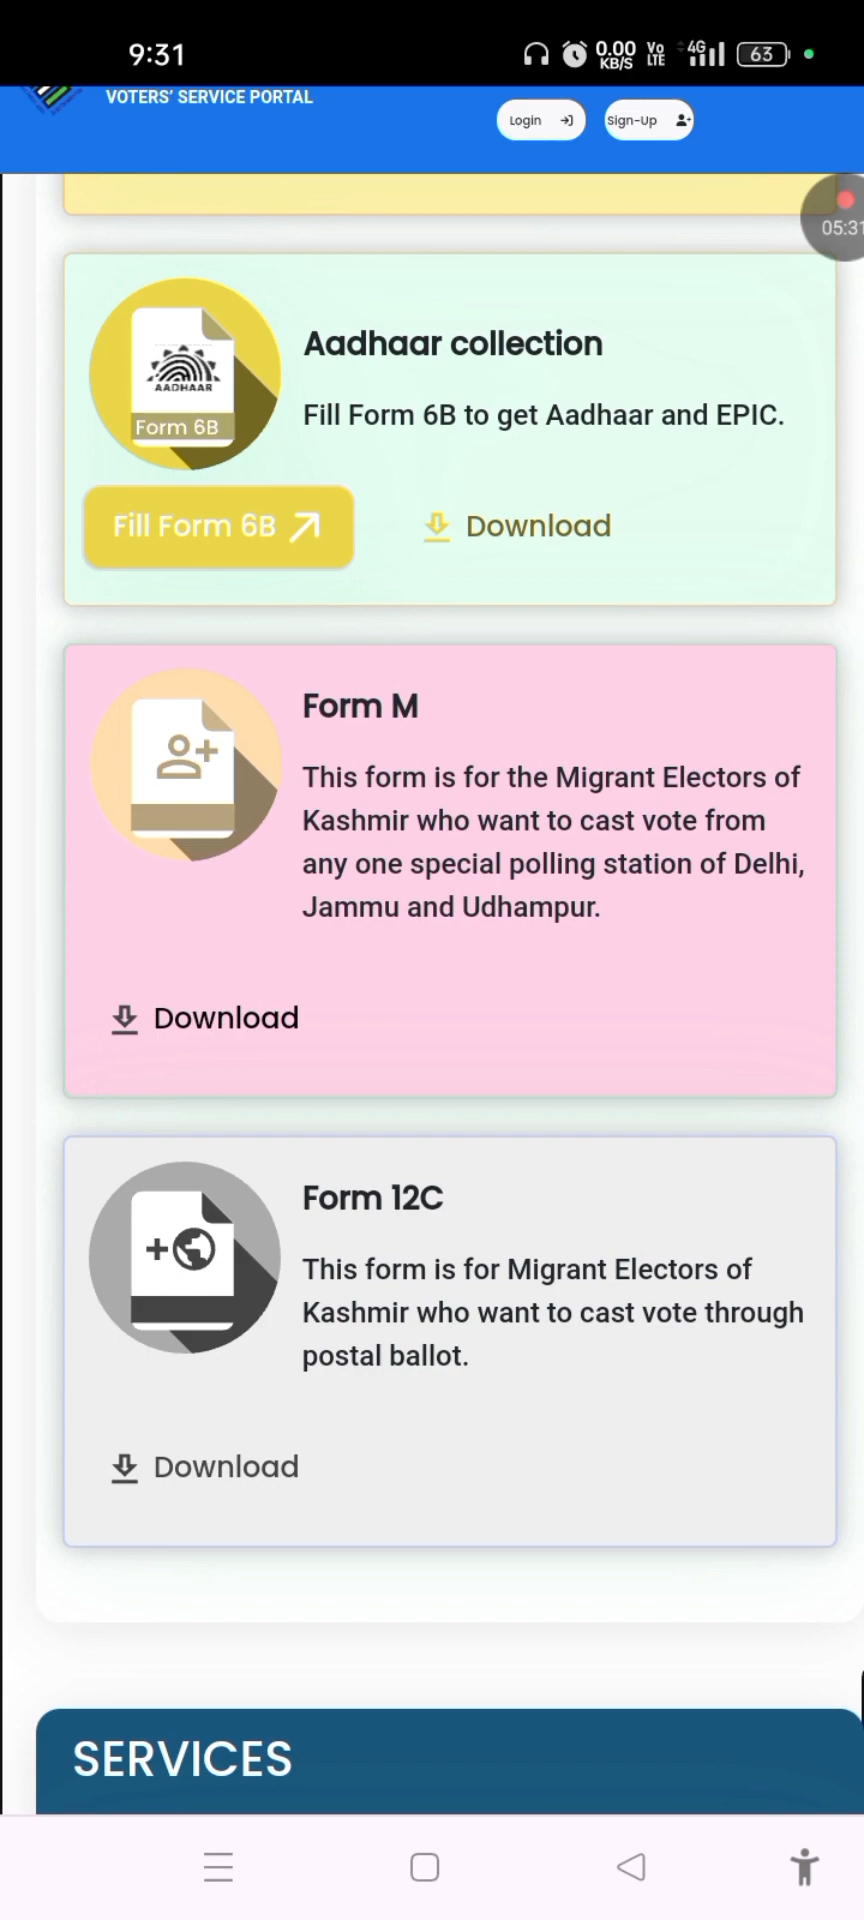 9:31
0.00
KB/S
Vo
LTE
4G
63
VOTERS' SERVICE PORTAL
Login
Sign-Up
05:31
AADHAAR
Form 6B
Aadhaar collection
Fill Form 6B to get Aadhaar and EPIC.
Fill Form 6B
Download
Form M
This form is for the Migrant Electors of
Kashmir who want to cast vote from
any one special polling station of Delhi,
Jammu and Udhampur.
Download
Form 12C
This form is for Migrant Electors of
Kashmir who want to cast vote through
postal ballot.
Download
SERVICES